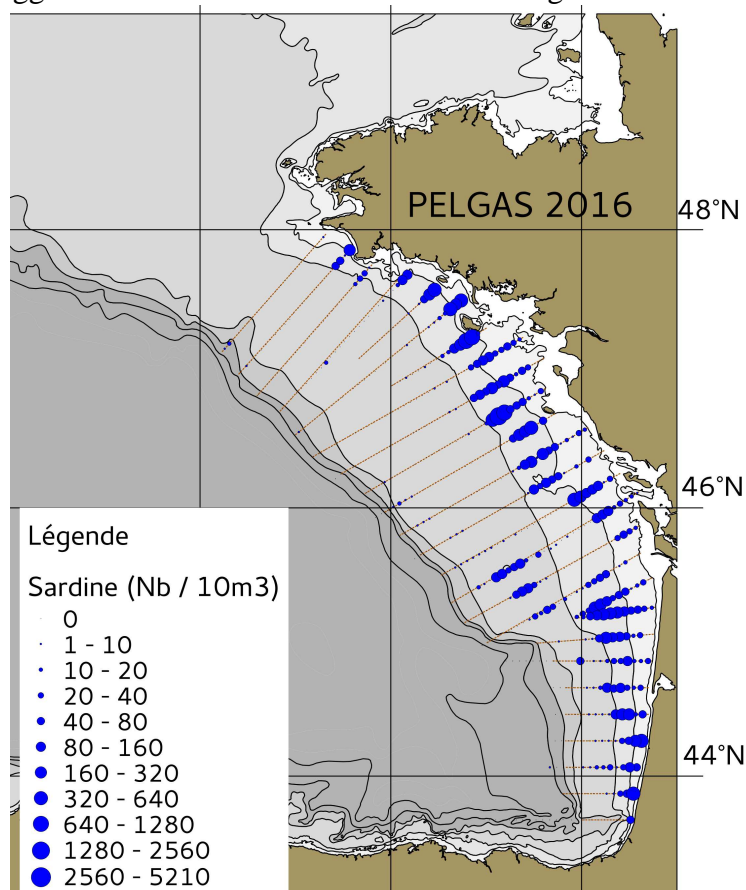 PELGAS 2016
48°N
46°N
44°N
Légende
Sardine (Nb / 10m3)
0
1 - 10
10 - 20
20 - 40
40 - 80
80 - 160
160 - 320
320 - 640
640 - 1280
1280 - 2560
2560 - 5210